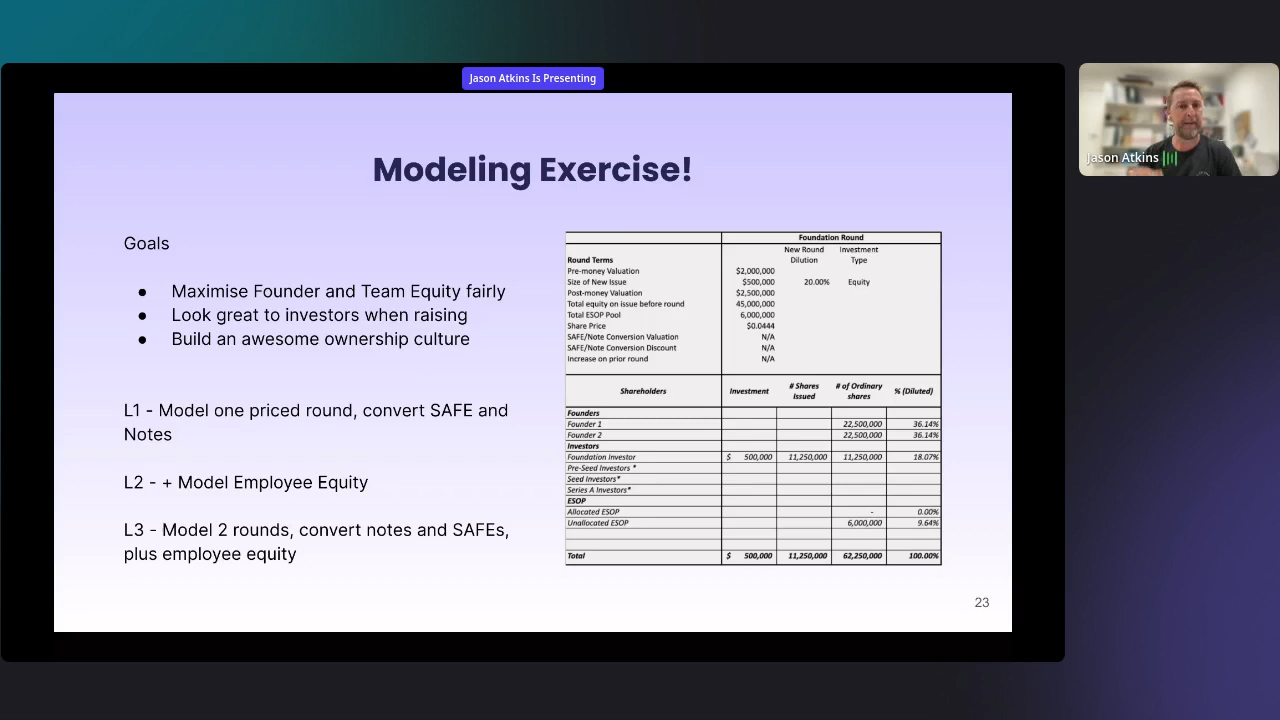 Jason Atkins Is Presenting
Jason Atkins
Modeling Exercise!
Goals
● Maximise Founder and Team Equity fairly
● Look great to investors when raising
● Build an awesome ownership culture
L1 - Model one priced round, convert SAFE and
Notes
L2 - + Model Employee Equity
L3 - Model 2 rounds, convert notes and SAFEs,
plus employee equity
Foundation Round
New Round Investment
Round Terms Dilution Type
Pre-money Valuation $2,000,000
Size of New Issue $500,000 20.00% Equity
Post-money Valuation $2,500,000
Total equity on issue before round 45,000,000
Total ESOP Pool 6,000,000
Share Price $0.0444
SAFE/Note Conversion Valuation N/A
SAFE/Note Conversion Discount N/A
Increase on prior round N/A
Shareholders Investment # Shares Issued # of Ordinary shares % (Diluted)
Founders
Founder 1 22,500,000 36.14%
Founder 2 22,500,000 36.14%
Investors
Foundation Investor $ 500,000 11,250,000 11,250,000 18.07%
Pre-Seed Investors *
Seed Investors*
Series A Investors*
ESOP
Allocated ESOP - 0.00%
Unallocated ESOP 6,000,000 9.64%
Total $ 500,000 11,250,000 62,250,000 100.00%
23